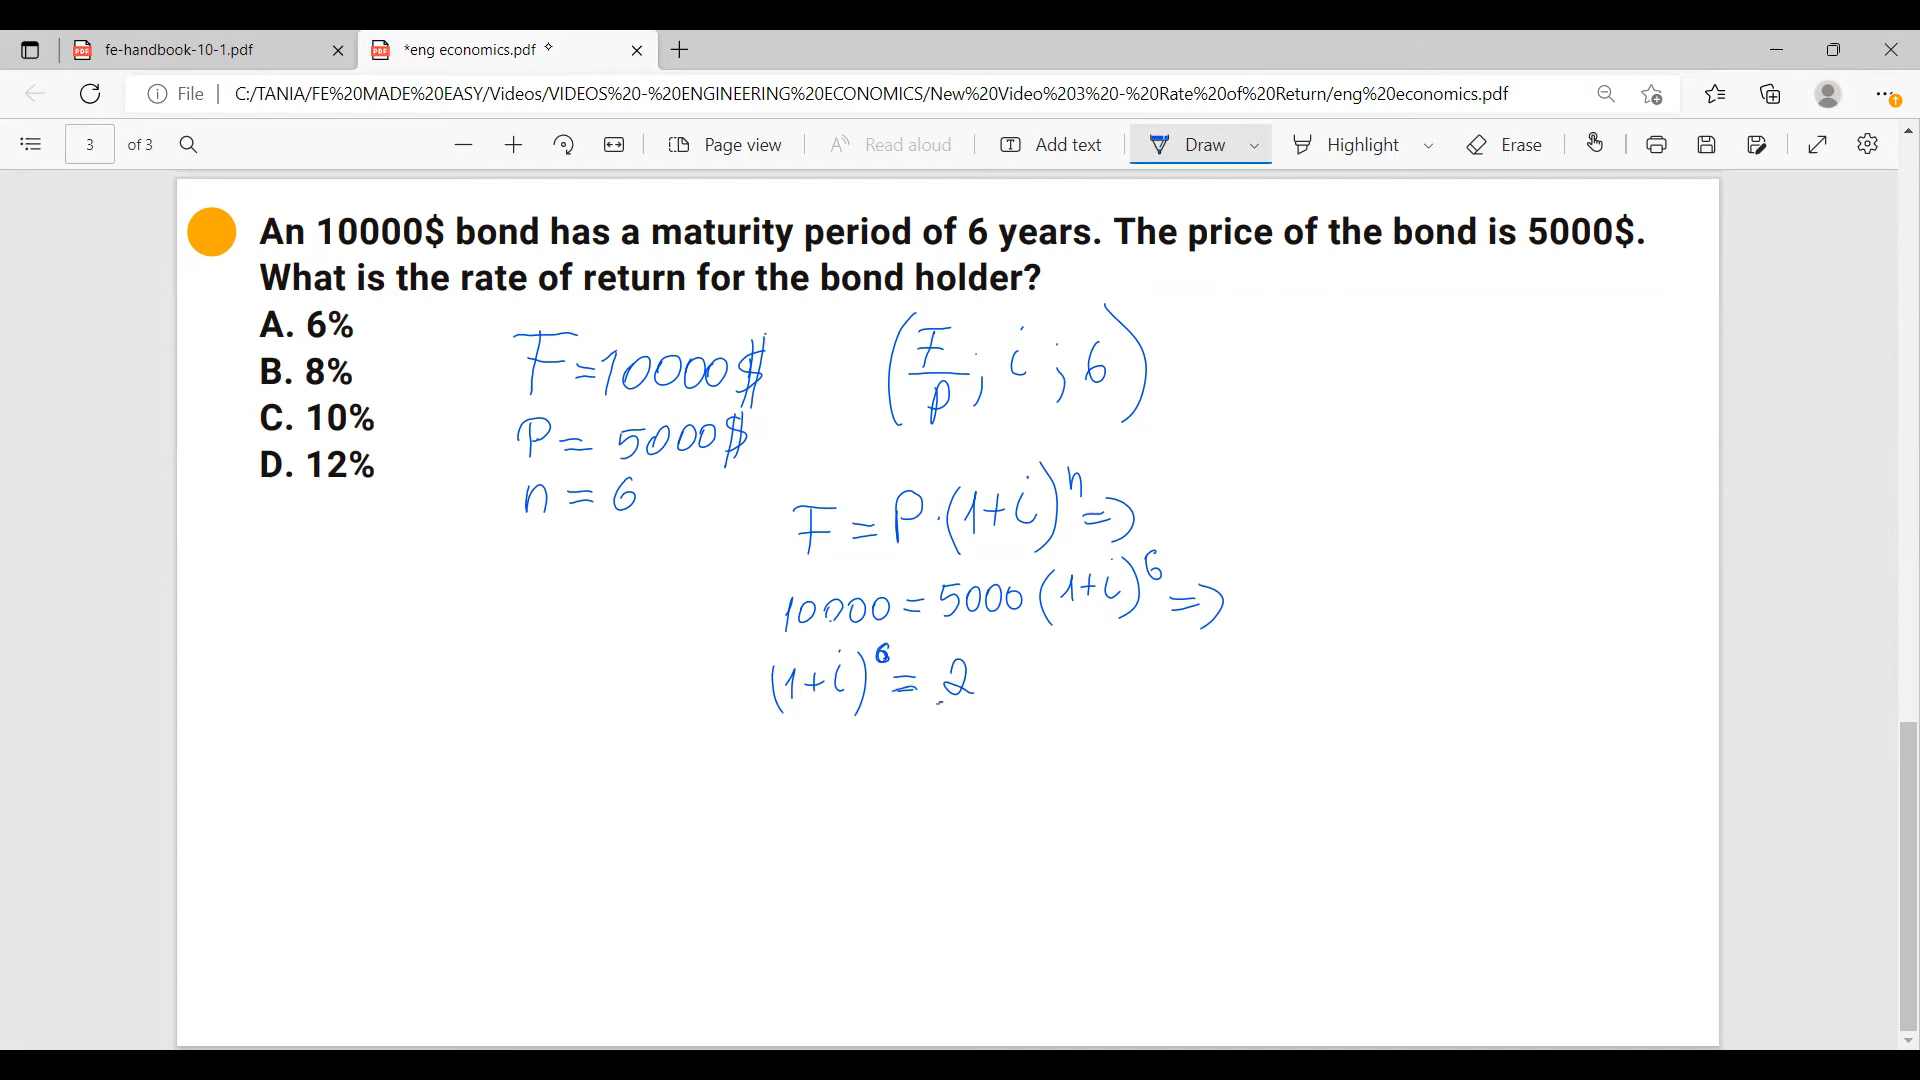 fe-handbook-10-1.pdf
*eng economics.pdf
File
C:/TANIA/FE%20MADE%20EASY/Videos/VIDEOS%20-%20ENGINEERING%20ECONOMICS/New%20Video%203%20-%20Rate%20of%20Return/eng%20economics.pdf
3 of 3
Page view
Read aloud
Add text
Draw
Highlight
Erase
An 10000$ bond has a maturity period of 6 years. The price of the bond is 5000$.
What is the rate of return for the bond holder?
A. 6%
B. 8%
C. 10%
D. 12%
F=10000$
P= 5000$
n = 6
(F/P; i; 6)
F = P·(1+i)^n =>
10000 = 5000 (1+i)^6 =>
(1+i)^6 = 2